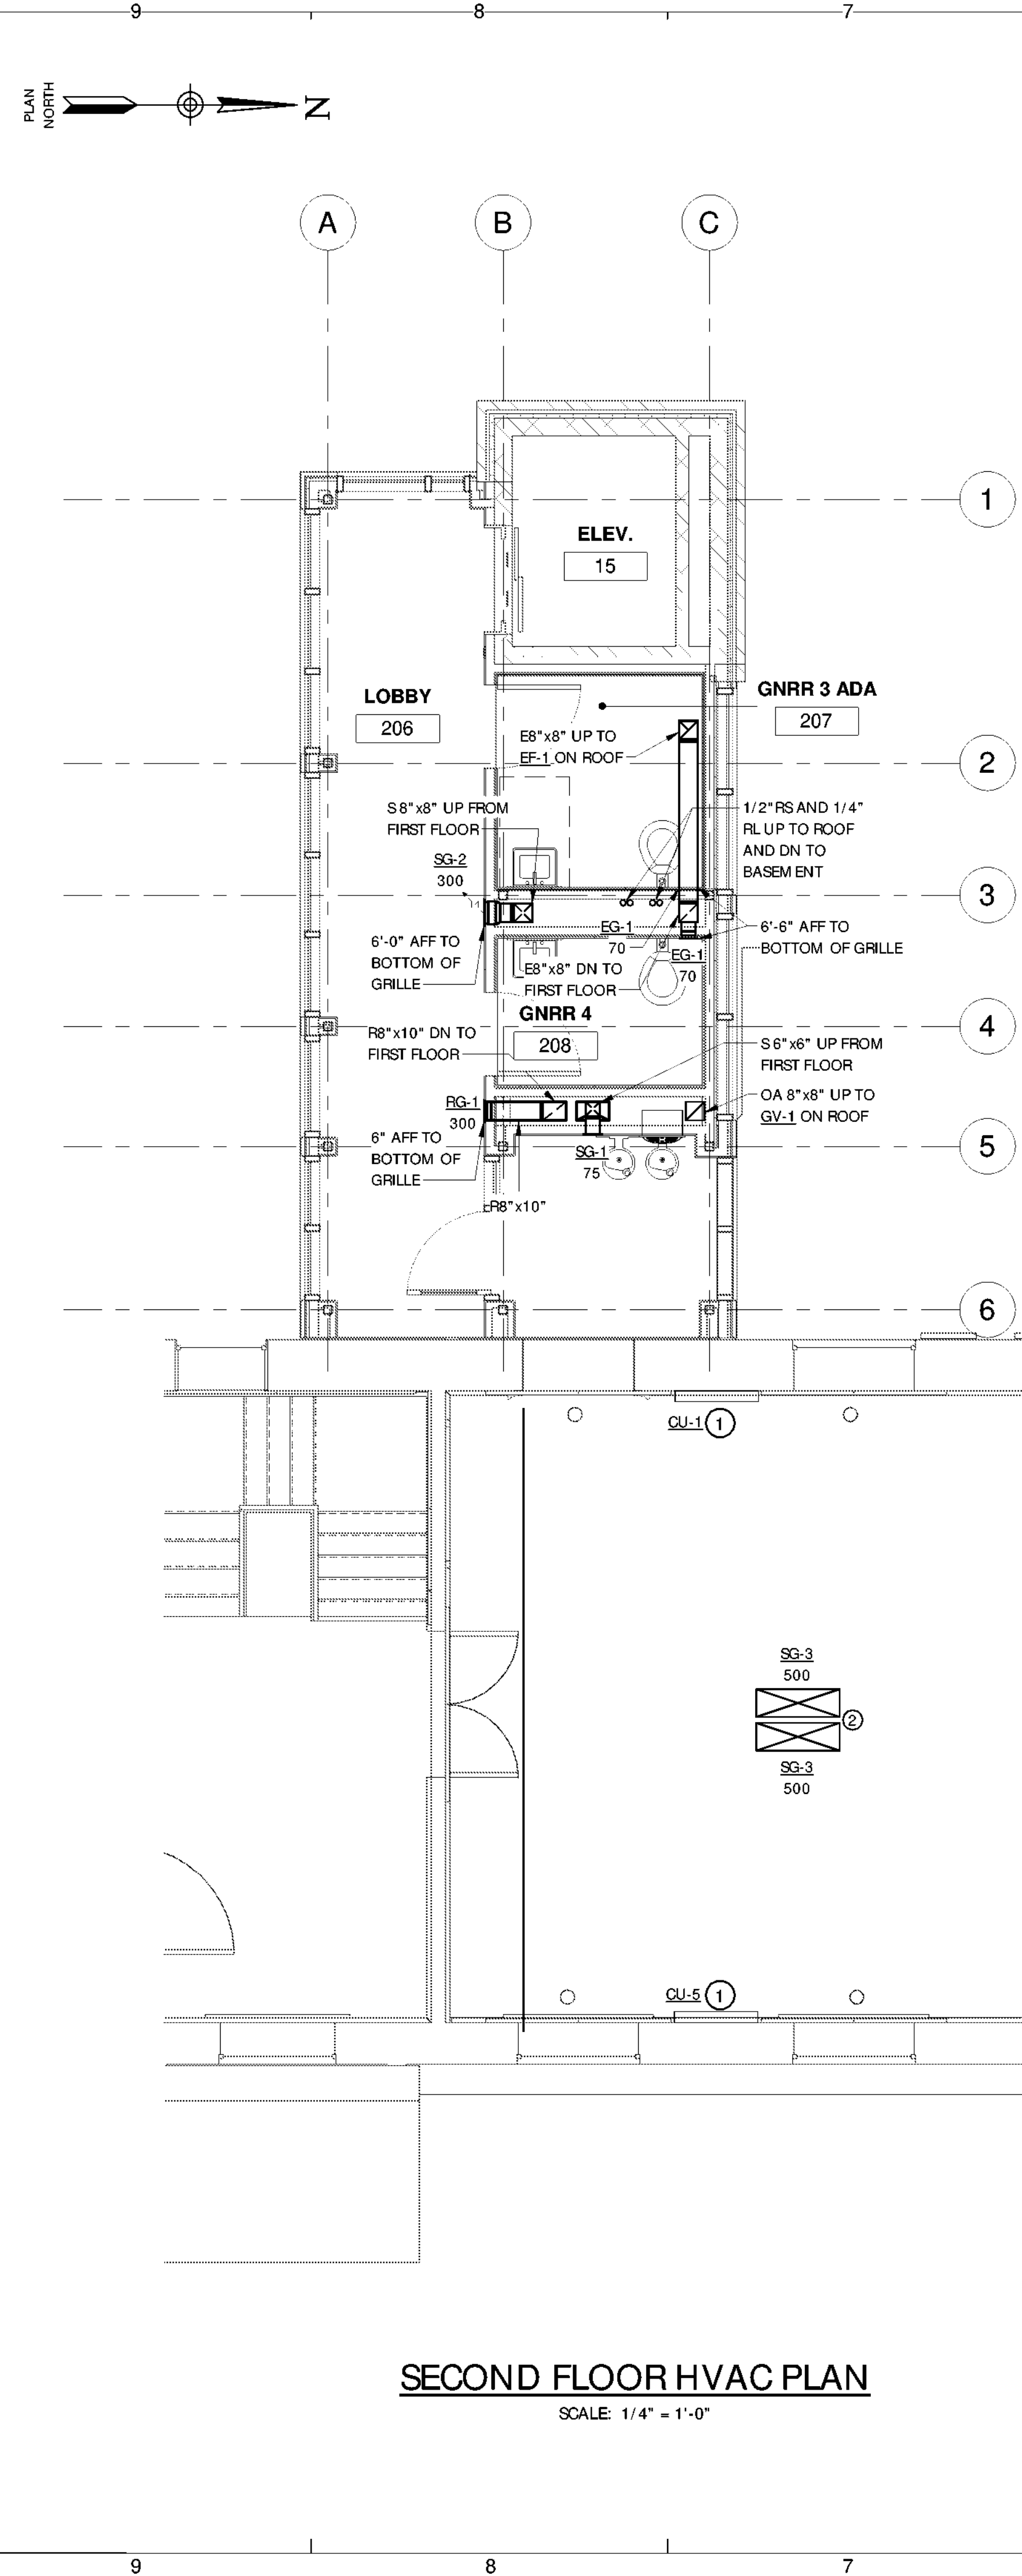 9 8 7
PLAN
NORTH
N
A B C
1
ELEV.
15
LOBBY
206
GNRR 3 ADA
207
E8"x8" UP TO
EF-1 ON ROOF
2
S 8"x8" UP FROM
FIRST FLOOR
1/2" RS AND 1/4"
RL UP TO ROOF
AND DN TO
BASEMENT
SG-2
300
3
EG-1
70
6'-6" AFF TO
BOTTOM OF GRILLE
6'-0" AFF TO
BOTTOM OF
GRILLE
EG-1
70
E8"x8" DN TO
FIRST FLOOR
GNRR 4
208
4
R8"x10" DN TO
FIRST FLOOR
S 6"x6" UP FROM
FIRST FLOOR
RG-1
300
OA 8"x8" UP TO
GV-1 ON ROOF
6" AFF TO
BOTTOM OF
GRILLE
5
SG-1
75
R8"x10"
6
CU-1 1
SG-3
500
2
SG-3
500
CU-5 1
SECOND FLOOR HVAC PLAN
SCALE: 1/4" = 1'-0"
9 8 7